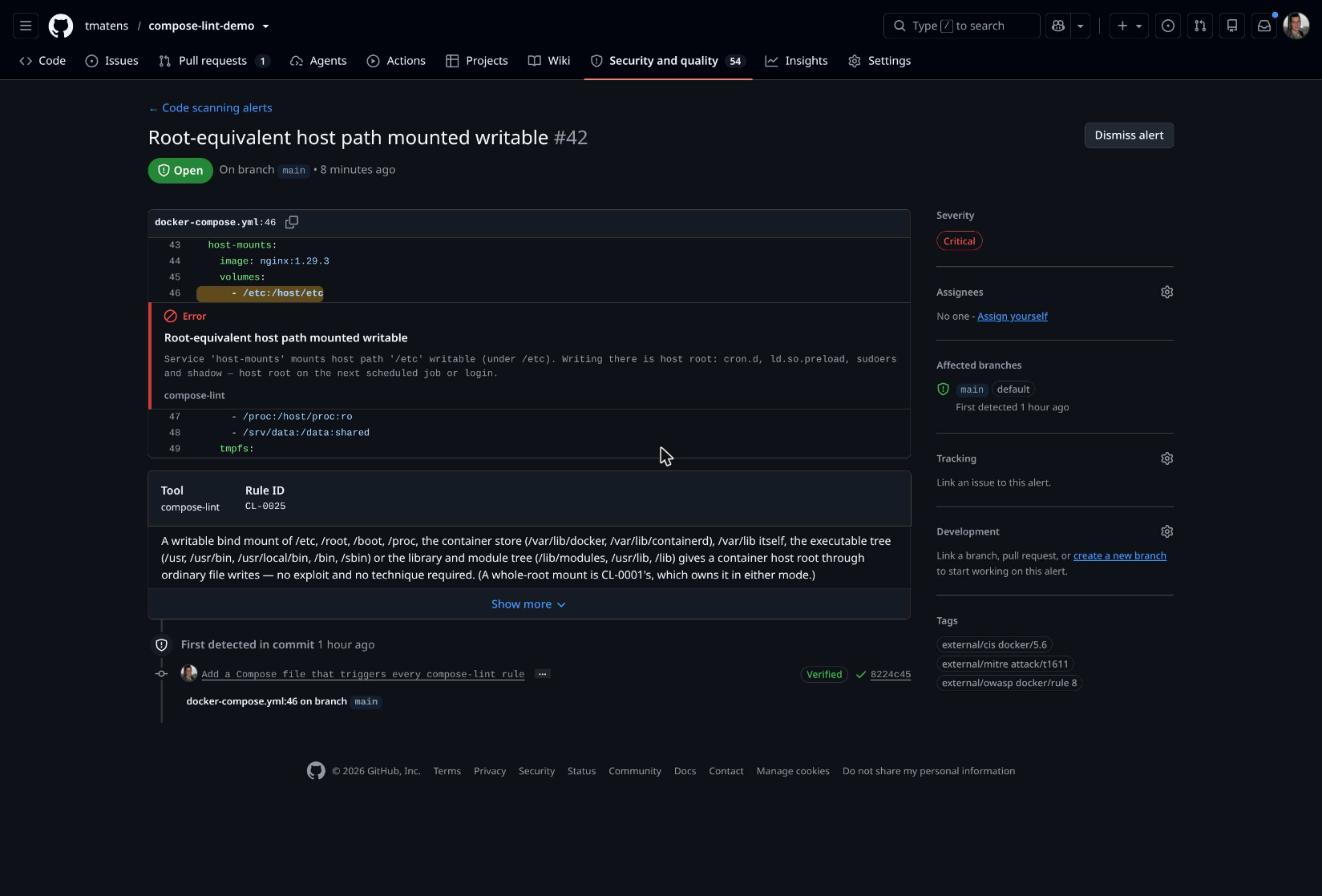 tmatens / compose-lint-demo
Type / to search
Code
Issues
Pull requests 1
Agents
Actions
Projects
Wiki
Security and quality 54
Insights
Settings
← Code scanning alerts
Root-equivalent host path mounted writable #42
Dismiss alert
Open
On branch main • 8 minutes ago
docker-compose.yml:46
43 host-mounts:
44 image: nginx:1.29.3
45 volumes:
46 - /etc:/host/etc
Error
Root-equivalent host path mounted writable
Service 'host-mounts' mounts host path '/etc' writable (under /etc). Writing there is host root: cron.d, ld.so.preload, sudoers
and shadow — host root on the next scheduled job or login.
compose-lint
47 - /proc:/host/proc:ro
48 - /srv/data:/data:shared
49 tmpfs:
Tool
compose-lint
Rule ID
CL-0025
A writable bind mount of /etc, /root, /boot, /proc, the container store (/var/lib/docker, /var/lib/containerd), /var/lib itself, the executable tree
(/usr, /usr/bin, /usr/local/bin, /bin, /sbin) or the library and module tree (/lib/modules, /usr/lib, /lib) gives a container host root through
ordinary file writes — no exploit and no technique required. (A whole-root mount is CL-0001's, which owns it in either mode.)
Show more
First detected in commit 1 hour ago
Add a Compose file that triggers every compose-lint rule ...
Verified 8224c45
docker-compose.yml:46 on branch main
Severity
Critical
Assignees
No one - Assign yourself
Affected branches
main default
First detected 1 hour ago
Tracking
Link an issue to this alert.
Development
Link a branch, pull request, or create a new branch
to start working on this alert.
Tags
external/cis docker/5.6
external/mitre attack/t1611
external/owasp docker/rule 8
© 2026 GitHub, Inc. Terms Privacy Security Status Community Docs Contact Manage cookies Do not share my personal information